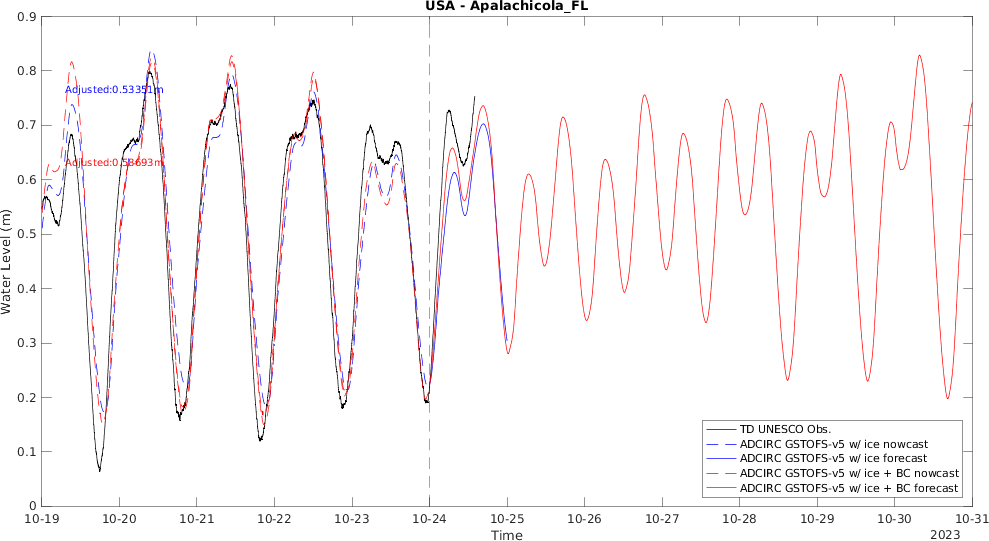 USA - Apalachicola_FL
0.9
0.8
0.7
0.6
0.5
0.4
0.3
0.2
0.1
0
Water Level (m)
Adjusted:0.53351m
Adjusted:0.58693m
TD UNESCO Obs.
ADCIRC GSTOFS-v5 w/ ice nowcast
ADCIRC GSTOFS-v5 w/ ice forecast
ADCIRC GSTOFS-v5 w/ ice + BC nowcast
ADCIRC GSTOFS-v5 w/ ice + BC forecast
10-19 10-20 10-21 10-22 10-23 10-24 10-25 10-26 10-27 10-28 10-29 10-30 10-31
Time
2023